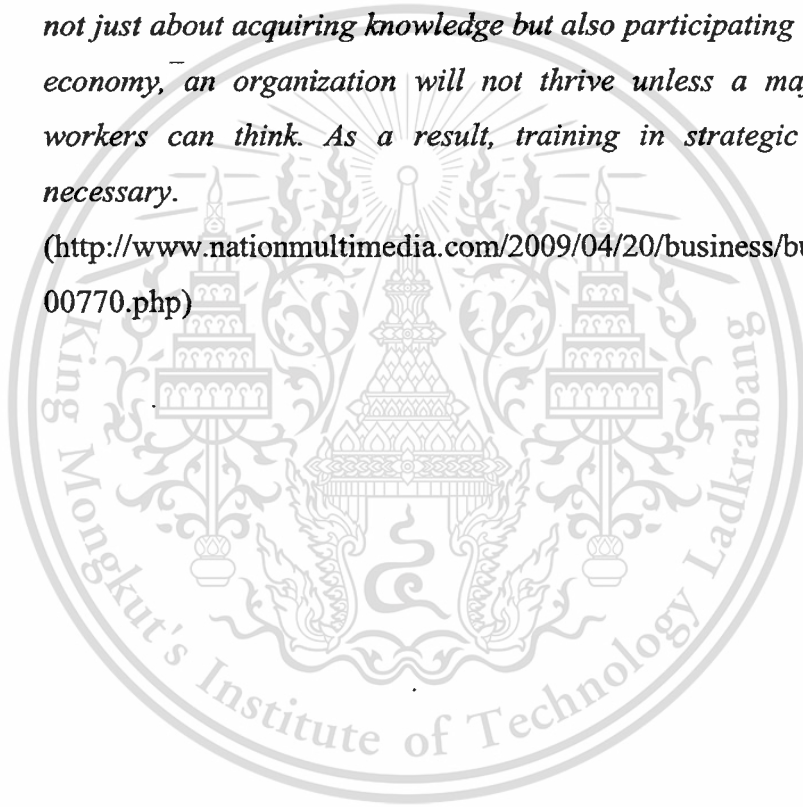 not just about acquiring knowledge but also participating
economy, an organization will not thrive unless a
workers can think. As a result, training in strategic
necessary.
(http://www.nationmultimedia.com/2009/04/20/business/
00770.php)
King Mongkut's Institute of Technology Ladkrabang